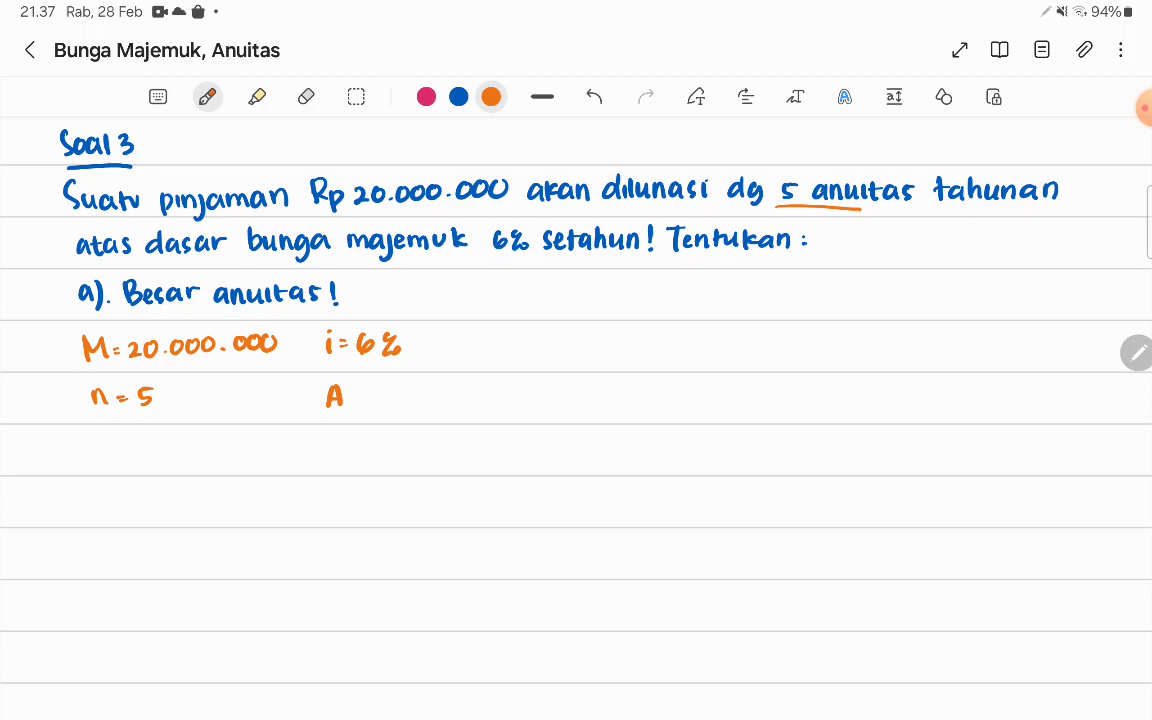 21.37 Rab, 28 Feb 94%
Bunga Majemuk, Anuitas
Soal 3
Suatu pinjaman Rp 20.000.000 akan dilunasi dg 5 anuitas tahunan
atas dasar bunga majemuk 6% setahun! Tentukan:
a). Besar anuitas!
M = 20.000.000 i = 6%
n = 5 A